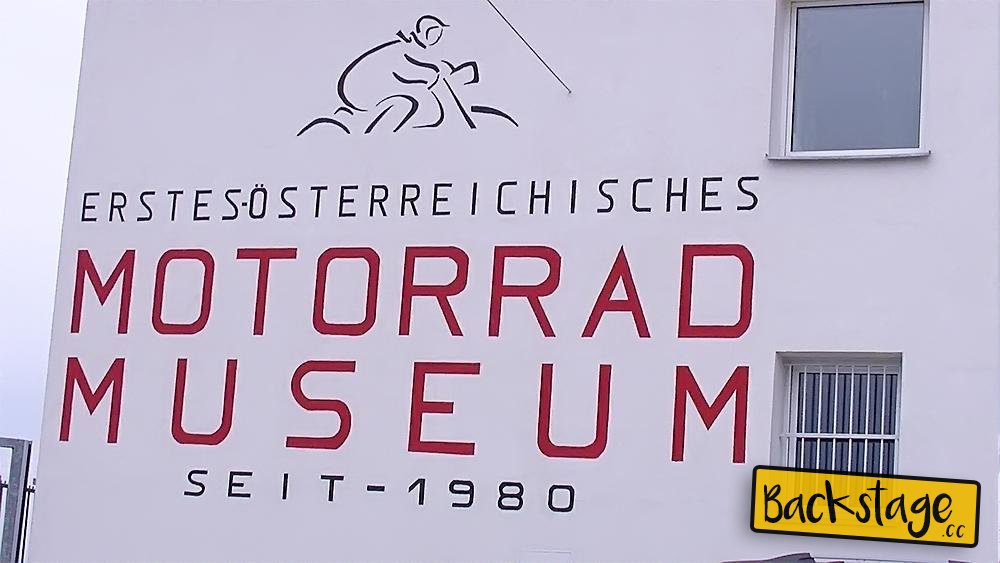 ERSTES-ÖSTERREICHISCHES
MOTORRAD
MUSEUM
SEIT-1980
Backstage.cc